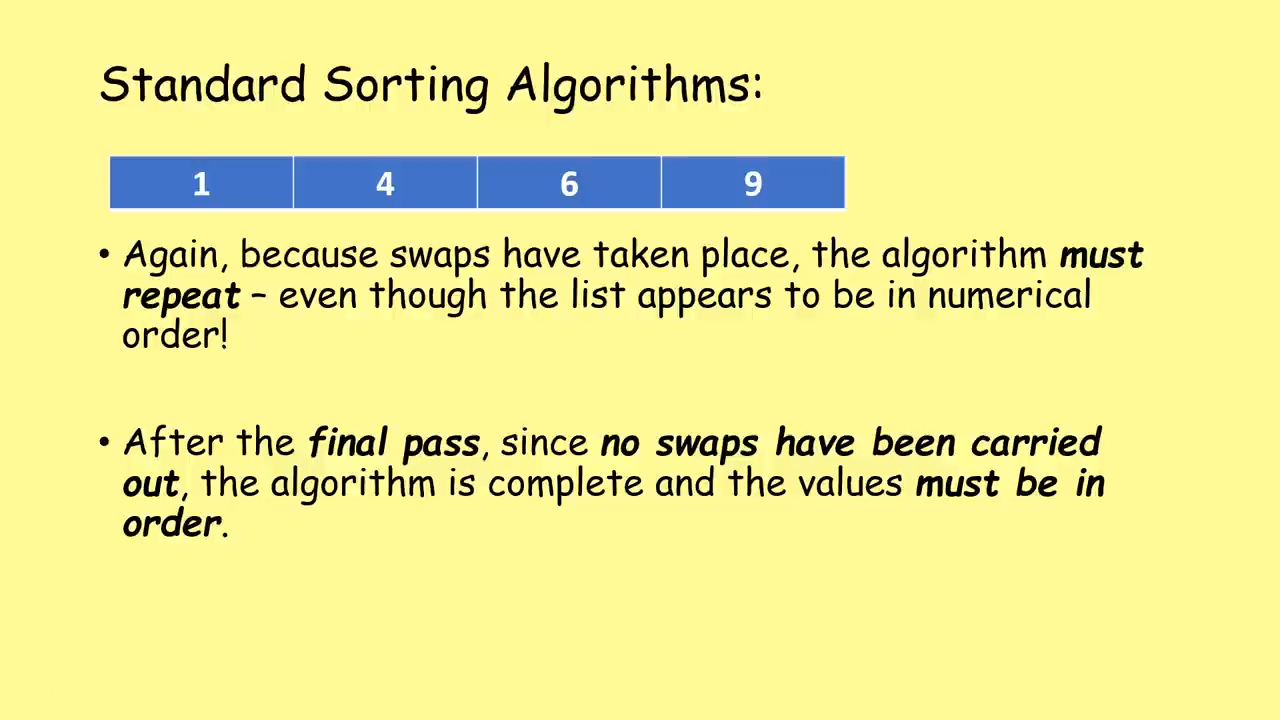 Standard Sorting Algorithms:
1 4 6 9
• Again, because swaps have taken place, the algorithm must
repeat – even though the list appears to be in numerical
order!
• After the final pass, since no swaps have been carried
out, the algorithm is complete and the values must be in
order.